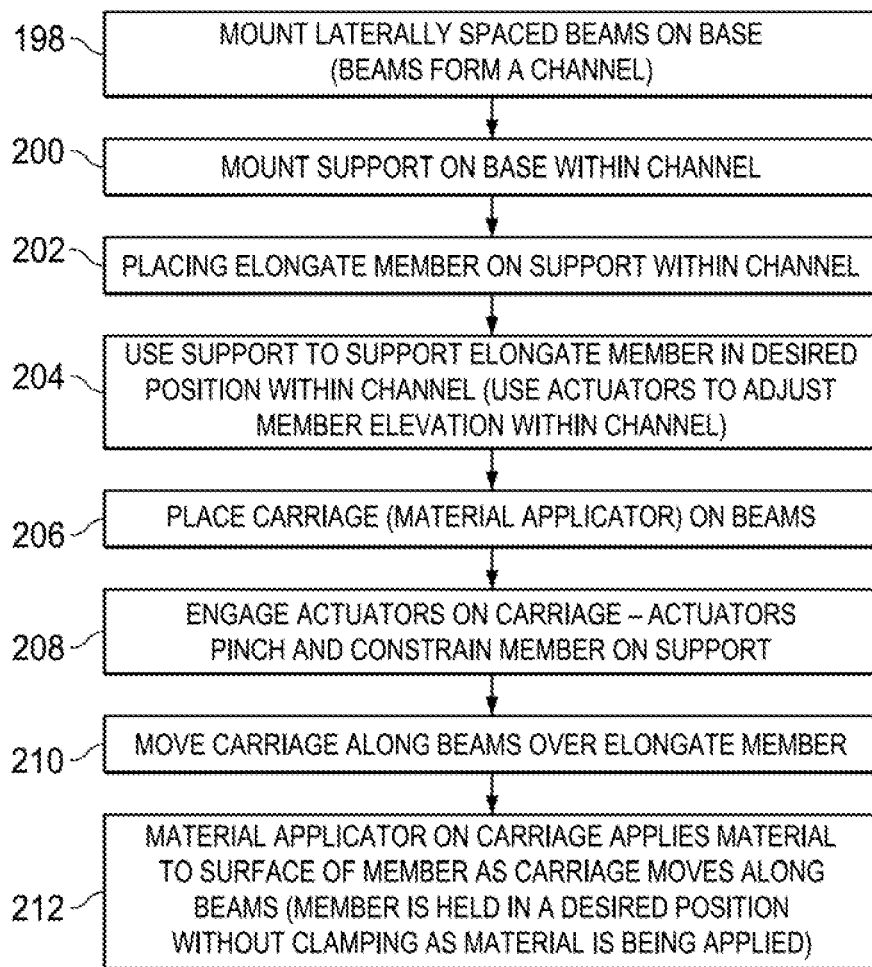 198
MOUNT LATERALLY SPACED BEAMS ON BASE
(BEAMS FORM A CHANNEL)
200
MOUNT SUPPORT ON BASE WITHIN CHANNEL
202
PLACING ELONGATE MEMBER ON SUPPORT WITHIN CHANNEL
204
USE SUPPORT TO SUPPORT ELONGATE MEMBER IN DESIRED
POSITION WITHIN CHANNEL (USE ACTUATORS TO ADJUST
MEMBER ELEVATION WITHIN CHANNEL)
206
PLACE CARRIAGE (MATERIAL APPLICATOR) ON BEAMS
208
ENGAGE ACTUATORS ON CARRIAGE – ACTUATORS
PINCH AND CONSTRAIN MEMBER ON SUPPORT
210
MOVE CARRIAGE ALONG BEAMS OVER ELONGATE MEMBER
212
MATERIAL APPLICATOR ON CARRIAGE APPLIES MATERIAL
TO SURFACE OF MEMBER AS CARRIAGE MOVES ALONG
BEAMS (MEMBER IS HELD IN A DESIRED POSITION
WITHOUT CLAMPING AS MATERIAL IS BEING APPLIED)